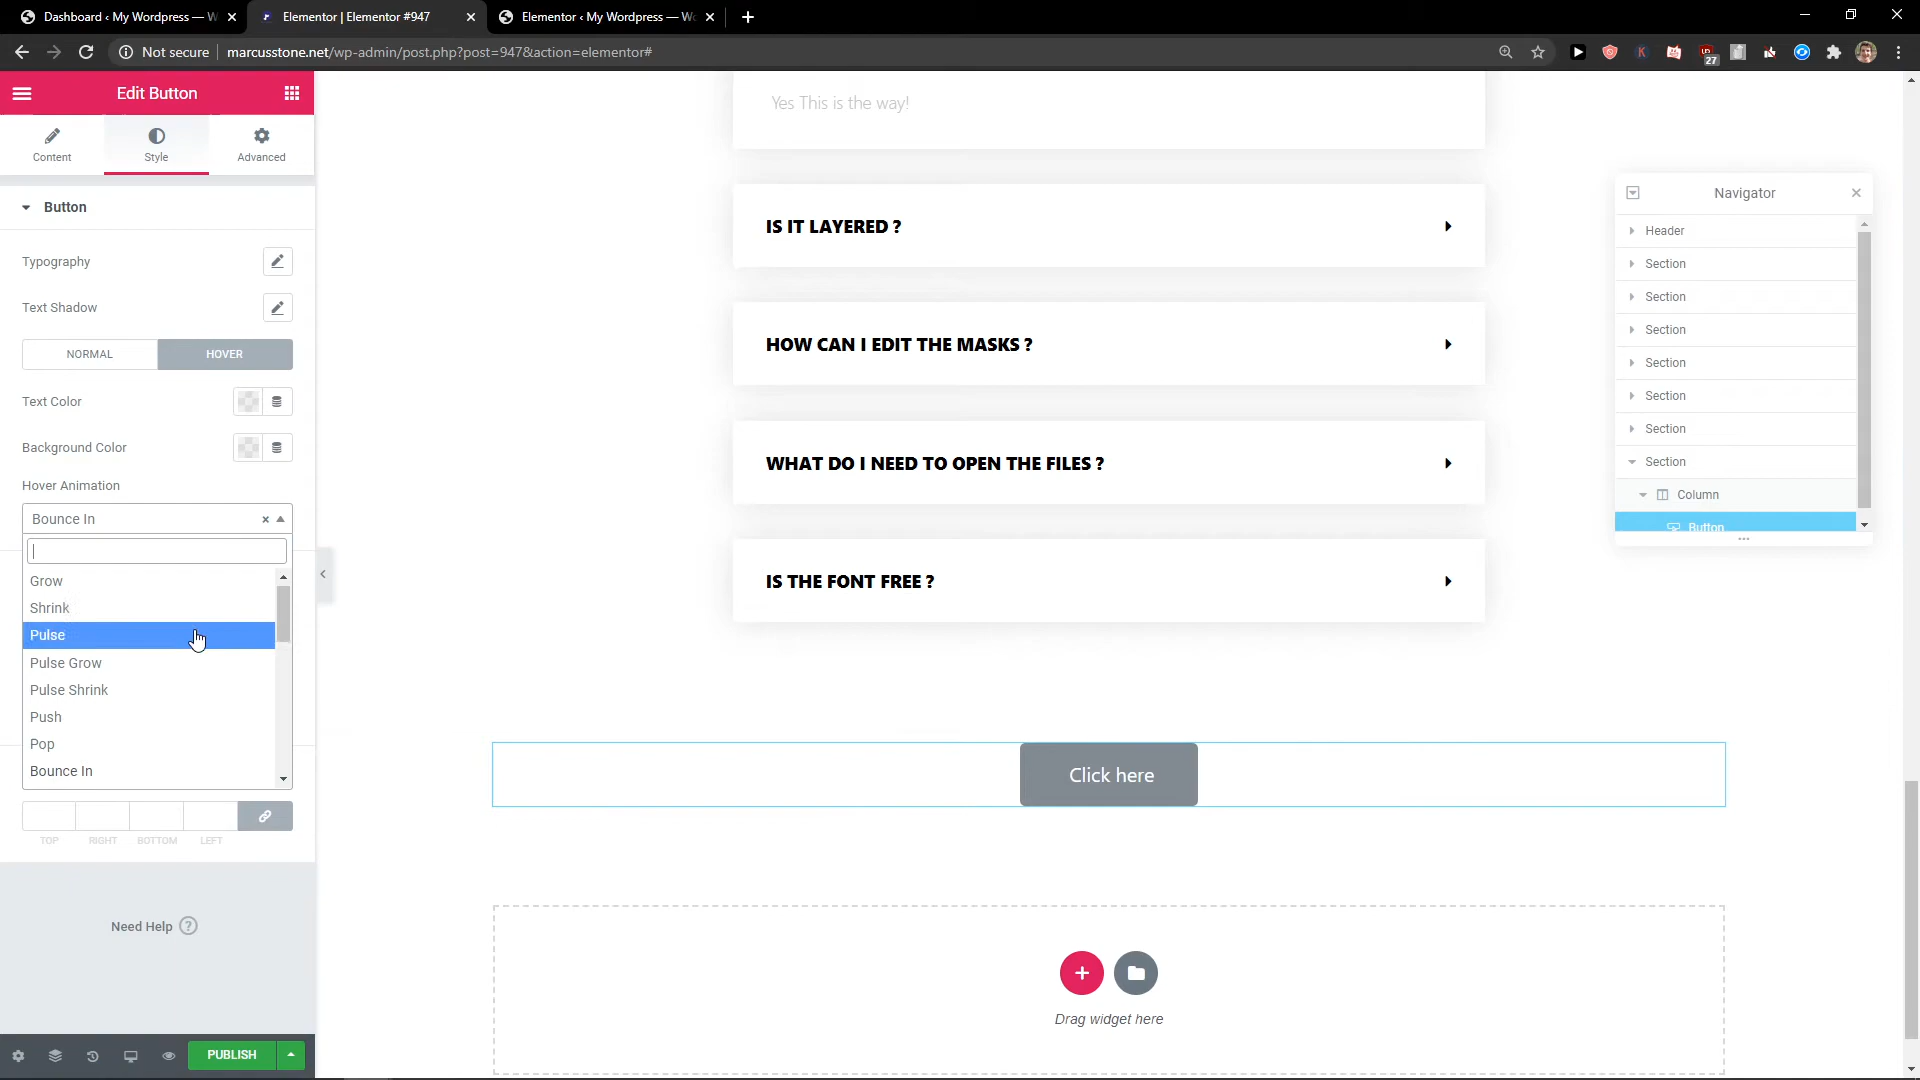 Dashboard ‹ My Wordpress — W
Elementor | Elementor #947
Elementor ‹ My Wordpress — Wo
Not secure
marcusstone.net/wp-admin/post.php?post=947&action=elementor#
27
Edit Button
Content
Style
Advanced
Button
Typography
Text Shadow
NORMAL
HOVER
Text Color
Background Color
Hover Animation
Bounce In
Grow
Shrink
Pulse
Pulse Grow
Pulse Shrink
Push
Pop
Bounce In
TOP
RIGHT
BOTTOM
LEFT
Need Help
PUBLISH
Yes This is the way!
IS IT LAYERED ?
HOW CAN I EDIT THE MASKS ?
WHAT DO I NEED TO OPEN THE FILES ?
IS THE FONT FREE ?
Click here
Drag widget here
Navigator
Header
Section
Section
Section
Section
Section
Section
Section
Column
Button